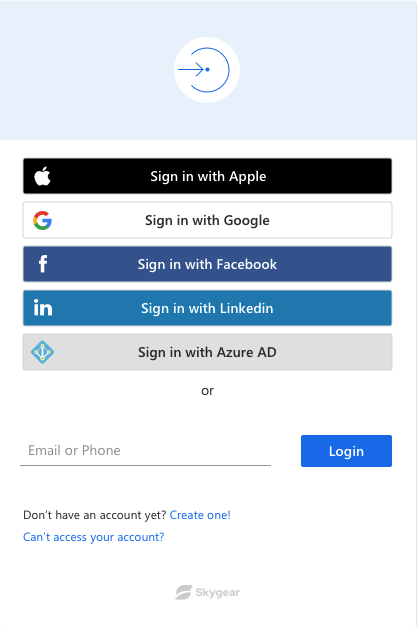 Sign in with Apple
Sign in with Google
Sign in with Facebook
in
Sign in with Linkedin
Sign in with Azure AD
or
Email or Phone
Login
Don't have an account yet? Create one!
Can't access your account?
Skygear